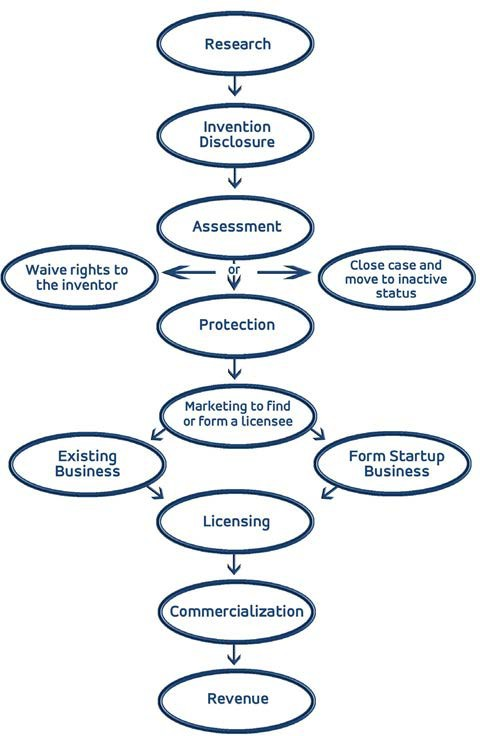 Research
Invention
Disclosure
Assessment
Waive rights to
the inventor
or
Close case and
move to inactive
status
Protection
Marketing to find
or form a licensee
Existing
Business
Form Startup
Business
Licensing
Commercialization
Revenue